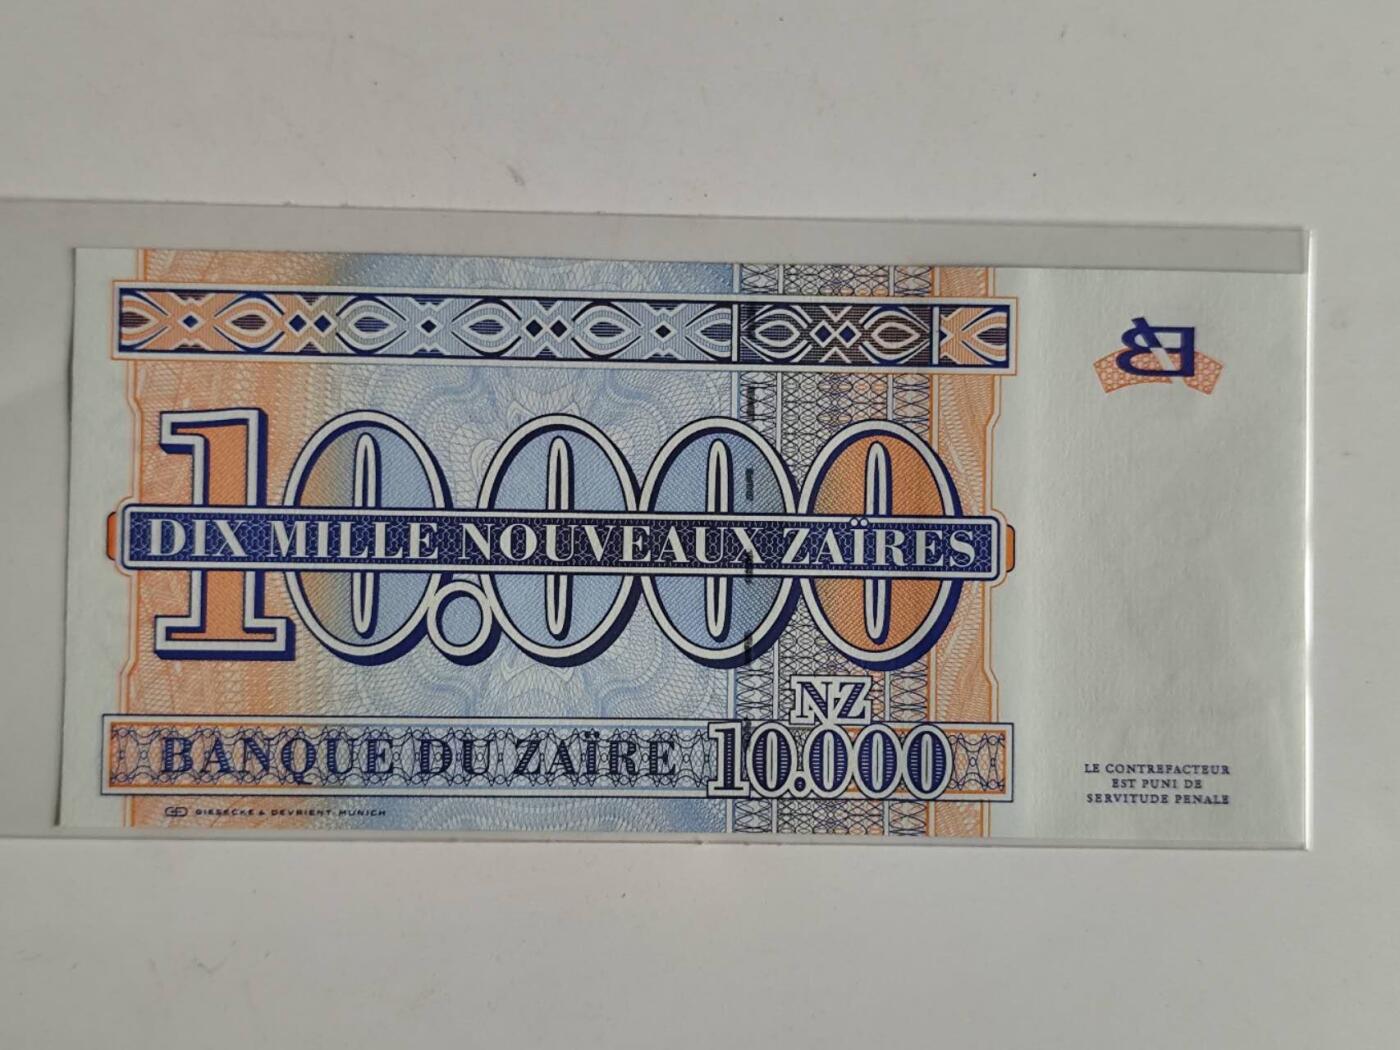 10.000
DIX MILLE NOUVEAUX ZAÏRES
NZ
BANQUE DU ZAÏRE 10.000
GIESECKE & DEVRIENT MUNICH
LE CONTREFACTEUR
EST PUNI DE
SERVITUDE PENALE